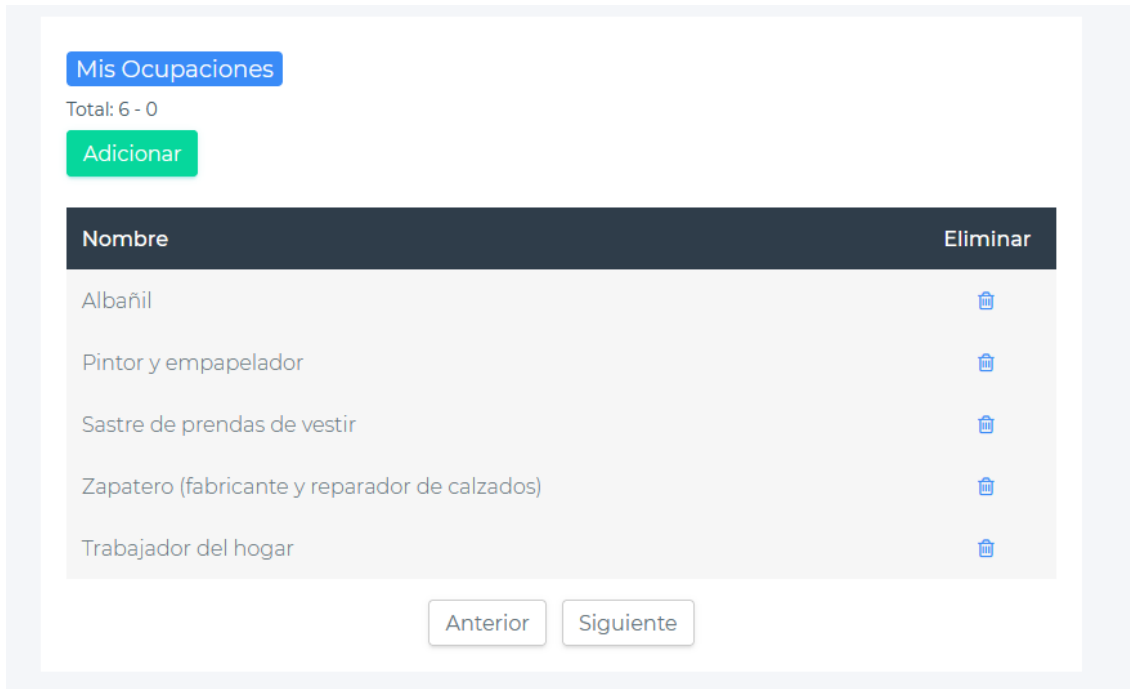 Mis Ocupaciones
Total: 6 - 0
Adicionar
Nombre Eliminar
Albañil
Pintor y empapelador
Sastre de prendas de vestir
Zapatero (fabricante y reparador de calzados)
Trabajador del hogar
Anterior Siguiente